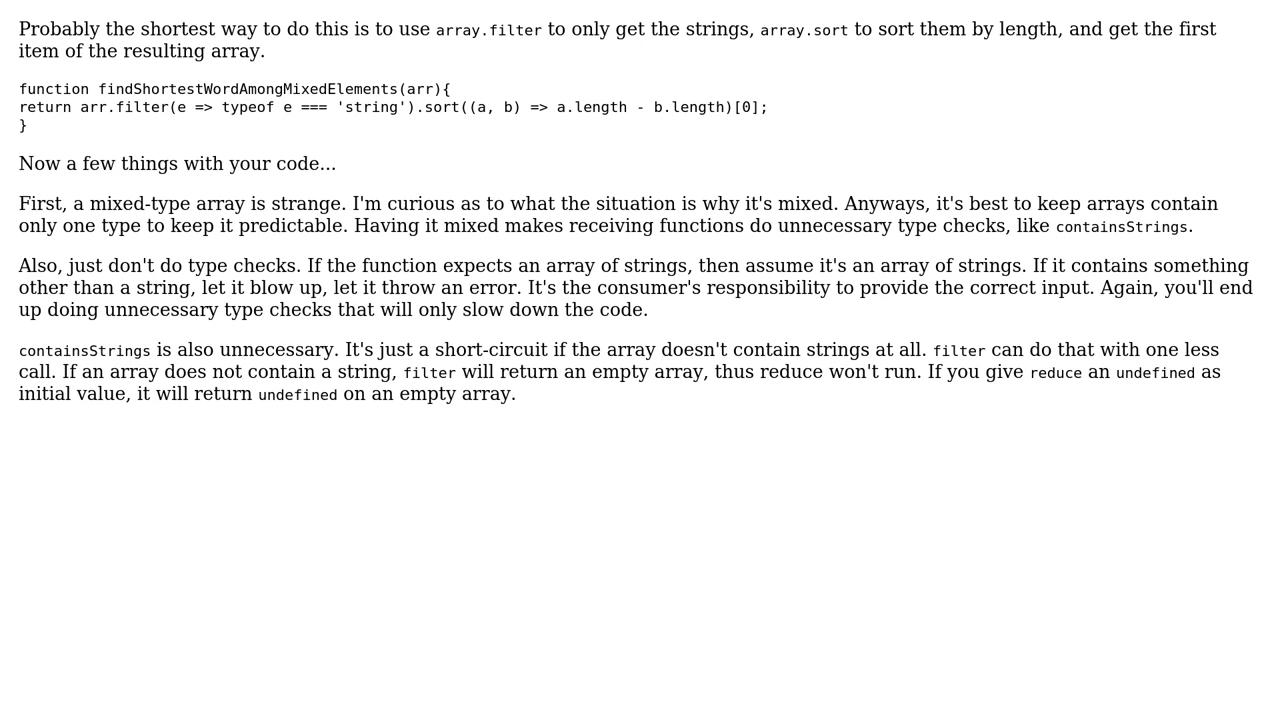 Probably the shortest way to do this is to use array.filter to only get the strings, array.sort to sort them by length, and get the first
item of the resulting array.
function findShortestWordAmongMixedElements(arr){
return arr.filter(e => typeof e === 'string').sort((a, b) => a.length - b.length)[0];
}
Now a few things with your code...
First, a mixed-type array is strange. I'm curious as to what the situation is why it's mixed. Anyways, it's best to keep arrays contain
only one type to keep it predictable. Having it mixed makes receiving functions do unnecessary type checks, like containsStrings.
Also, just don't do type checks. If the function expects an array of strings, then assume it's an array of strings. If it contains something
other than a string, let it blow up, let it throw an error. It's the consumer's responsibility to provide the correct input. Again, you'll end
up doing unnecessary type checks that will only slow down the code.
containsStrings is also unnecessary. It's just a short-circuit if the array doesn't contain strings at all. filter can do that with one less
call. If an array does not contain a string, filter will return an empty array, thus reduce won't run. If you give reduce an undefined as
initial value, it will return undefined on an empty array.